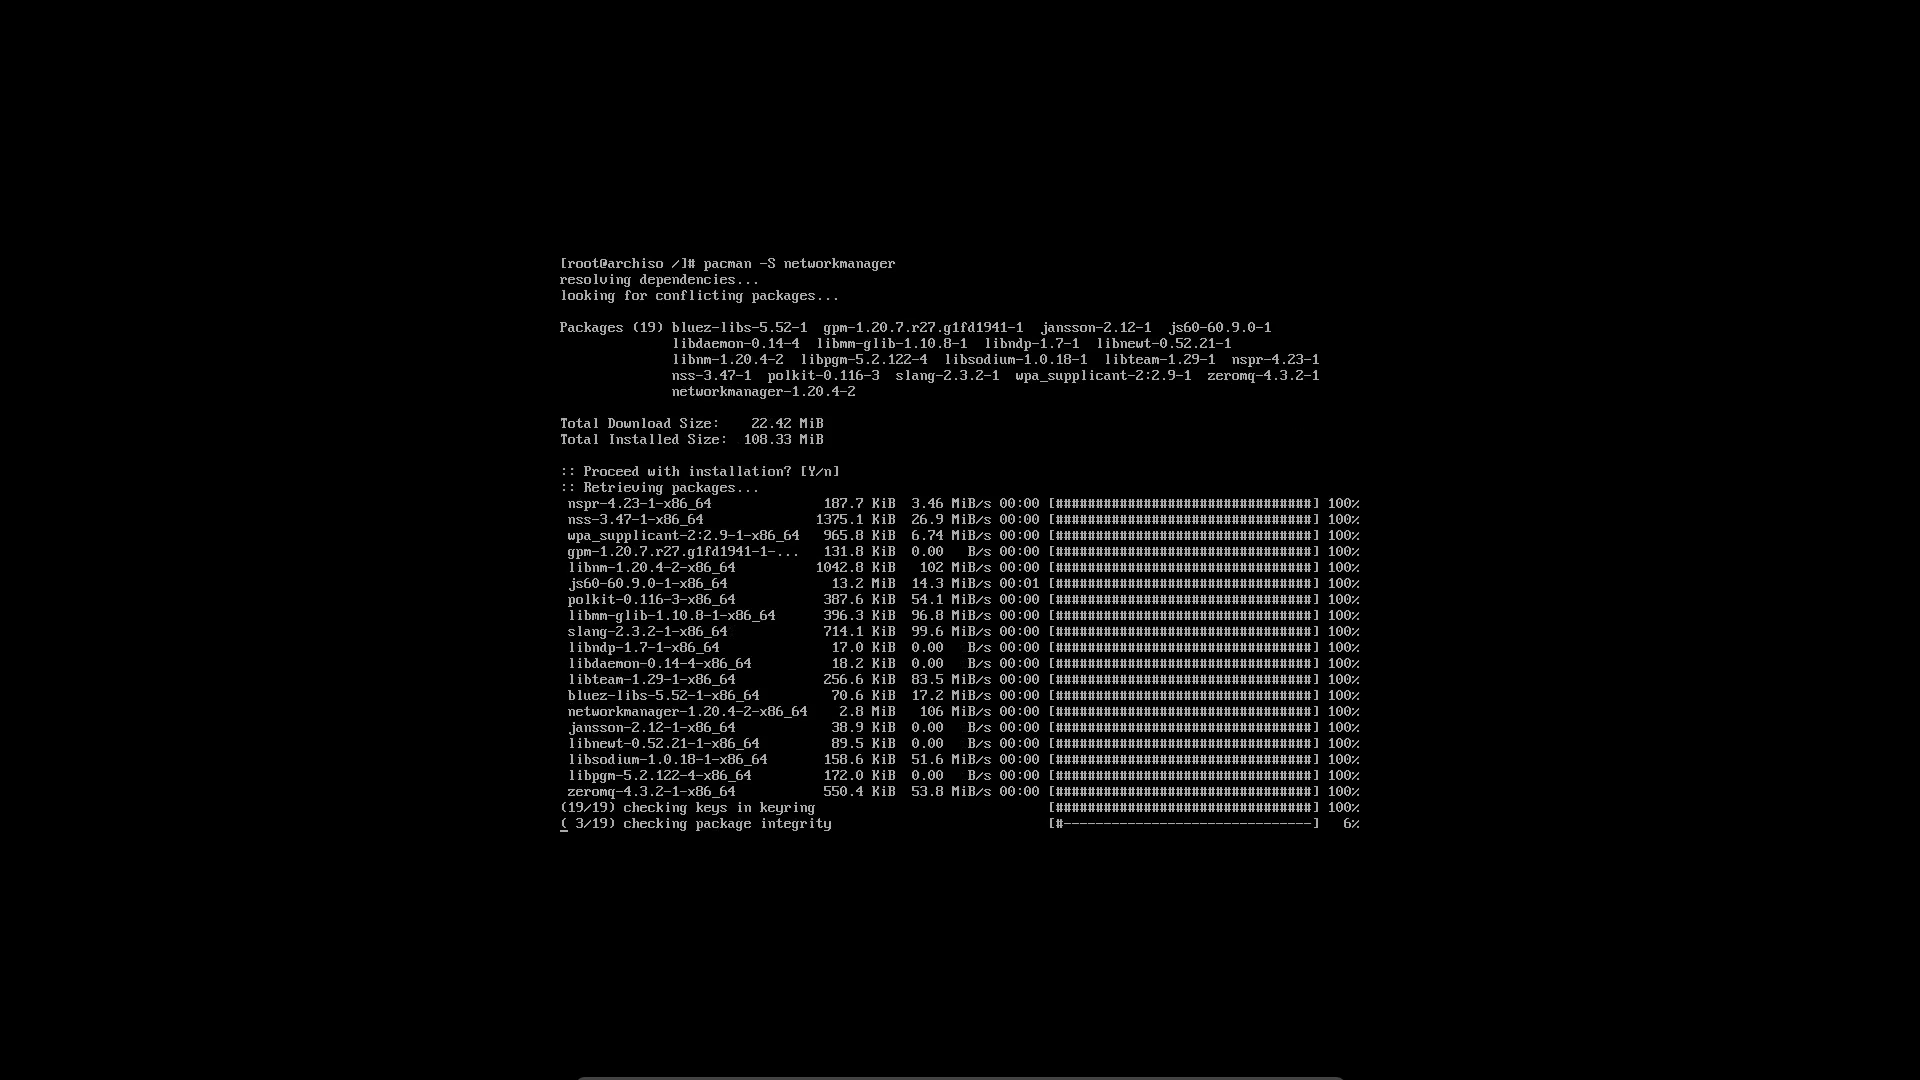 [root@archiso /]# pacman -S networkmanager
resolving dependencies...
looking for conflicting packages...
Packages (19) bluez-libs-5.52-1  gpm-1.20.7.r27.g1fd1941-1  jansson-2.12-1  js60-60.9.0-1
libdaemon-0.14-4  libmm-glib-1.10.8-1  libndp-1.7-1  libnewt-0.52.21-1
libnm-1.20.4-2  libpgm-5.2.122-4  libsodium-1.0.18-1  libteam-1.29-1  nspr-4.23-1
nss-3.47-1  polkit-0.116-3  slang-2.3.2-1  wpa_supplicant-2:2.9-1  zeromq-4.3.2-1
networkmanager-1.20.4-2
Total Download Size:    22.42 MiB
Total Installed Size:  108.33 MiB
:: Proceed with installation? [Y/n]
:: Retrieving packages...
nspr-4.23-1-x86_64              187.7 KiB  3.46 MiB/s 00:00 [################################] 100%
nss-3.47-1-x86_64              1375.1 KiB  26.9 MiB/s 00:00 [################################] 100%
wpa_supplicant-2:2.9-1-x86_64   965.8 KiB  6.74 MiB/s 00:00 [################################] 100%
gpm-1.20.7.r27.g1fd1941-1-...   131.8 KiB  0.00   B/s 00:00 [################################] 100%
libnm-1.20.4-2-x86_64          1042.8 KiB   102 MiB/s 00:00 [################################] 100%
js60-60.9.0-1-x86_64             13.2 MiB  14.3 MiB/s 00:01 [################################] 100%
polkit-0.116-3-x86_64           387.6 KiB  54.1 MiB/s 00:00 [################################] 100%
libmm-glib-1.10.8-1-x86_64      396.3 KiB  96.8 MiB/s 00:00 [################################] 100%
slang-2.3.2-1-x86_64            714.1 KiB  99.6 MiB/s 00:00 [################################] 100%
libndp-1.7-1-x86_64              17.0 KiB  0.00   B/s 00:00 [################################] 100%
libdaemon-0.14-4-x86_64          18.2 KiB  0.00   B/s 00:00 [################################] 100%
libteam-1.29-1-x86_64           256.6 KiB  83.5 MiB/s 00:00 [################################] 100%
bluez-libs-5.52-1-x86_64         70.6 KiB  17.2 MiB/s 00:00 [################################] 100%
networkmanager-1.20.4-2-x86_64    2.8 MiB   106 MiB/s 00:00 [################################] 100%
jansson-2.12-1-x86_64            38.9 KiB  0.00   B/s 00:00 [################################] 100%
libnewt-0.52.21-1-x86_64         89.5 KiB  0.00   B/s 00:00 [################################] 100%
libsodium-1.0.18-1-x86_64       158.6 KiB  51.6 MiB/s 00:00 [################################] 100%
libpgm-5.2.122-4-x86_64         172.0 KiB  0.00   B/s 00:00 [################################] 100%
zeromq-4.3.2-1-x86_64           550.4 KiB  53.8 MiB/s 00:00 [################################] 100%
(19/19) checking keys in keyring                             [################################] 100%
( 3/19) checking package integrity                           [#-------------------------------]   6%